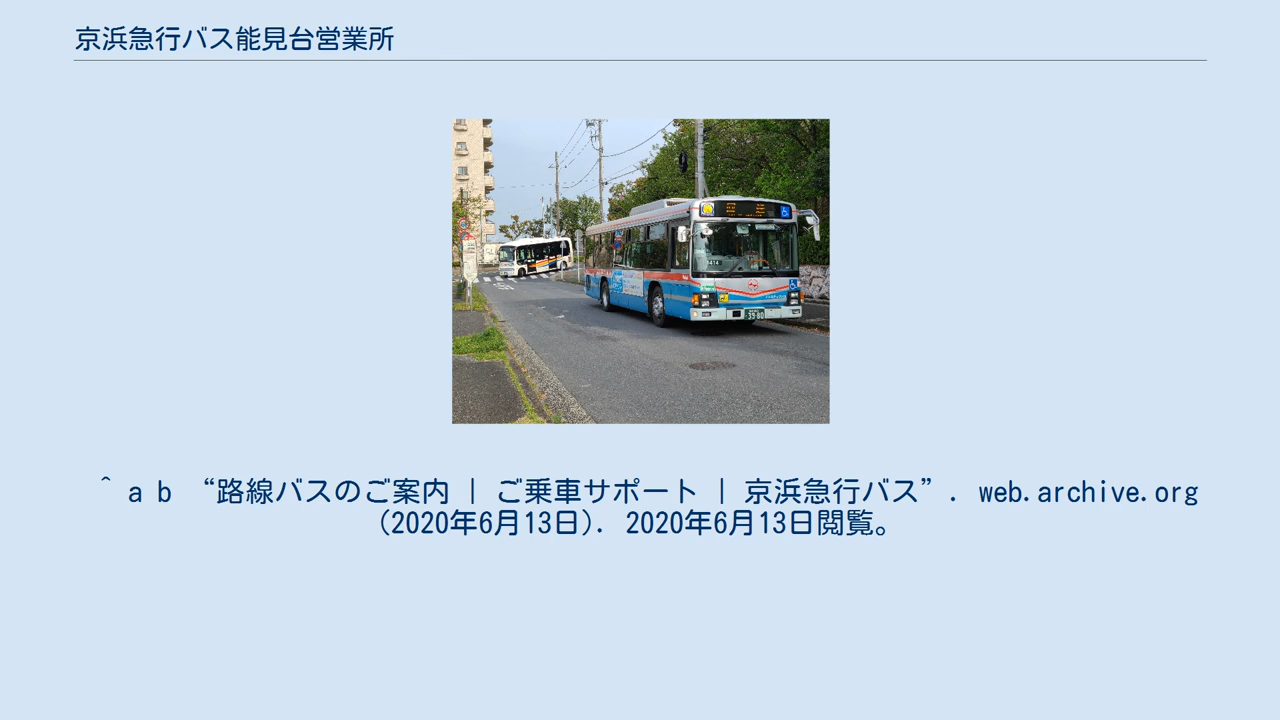 京浜急行バス能見台営業所
39-80
^ a b “路線バスのご案内 | ご乗車サポート | 京浜急行バス”. web.archive.org
(2020年6月13日). 2020年6月13日閲覧。